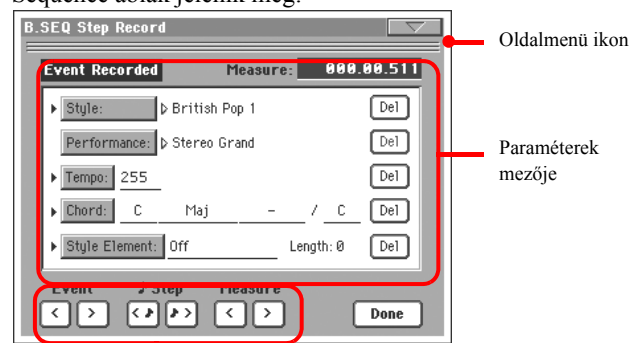 Sequence ablak jelenik meg:
B.SEQ Step Record
Oldalmenü ikon
Event Recorded Measure: 000.00.511
Style: British Pop 1 Del
Performance: Stereo Grand Del
Paraméterek
mezője
Tempo: 255 Del
Chord: C Maj - / C Del
Style Element: Off Length: 0 Del
Event Step Measure
< > < > < > Done